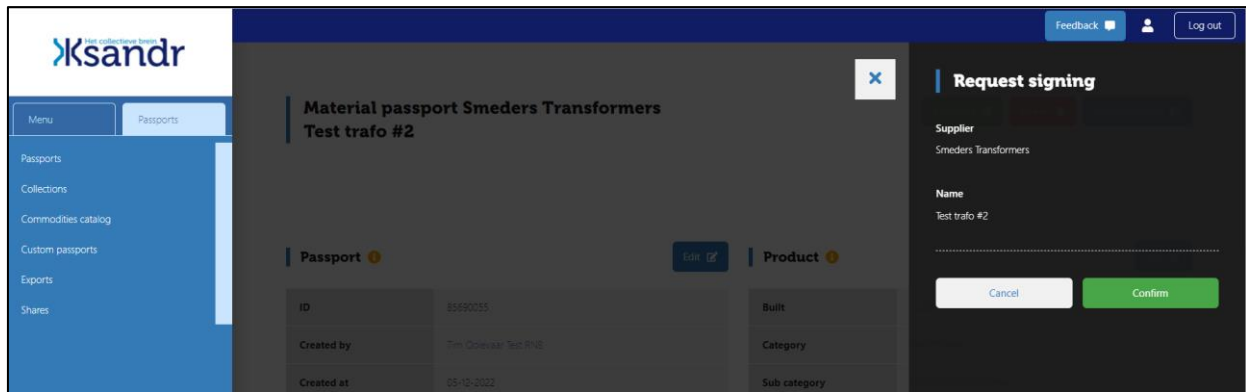 Het collectieve brein
Ksandr
Feedback
Log out
Menu
Passports
Passports
Collections
Commodities catalog
Custom passports
Exports
Shares
Material passport Smeders Transformers
Test trafo #2
Passport
Edit
Product
ID
Built
Created by
Category
Created at
05-12-2022
Sub category
Request signing
Supplier
Smeders Transformers
Name
Test trafo #2
Cancel
Confirm